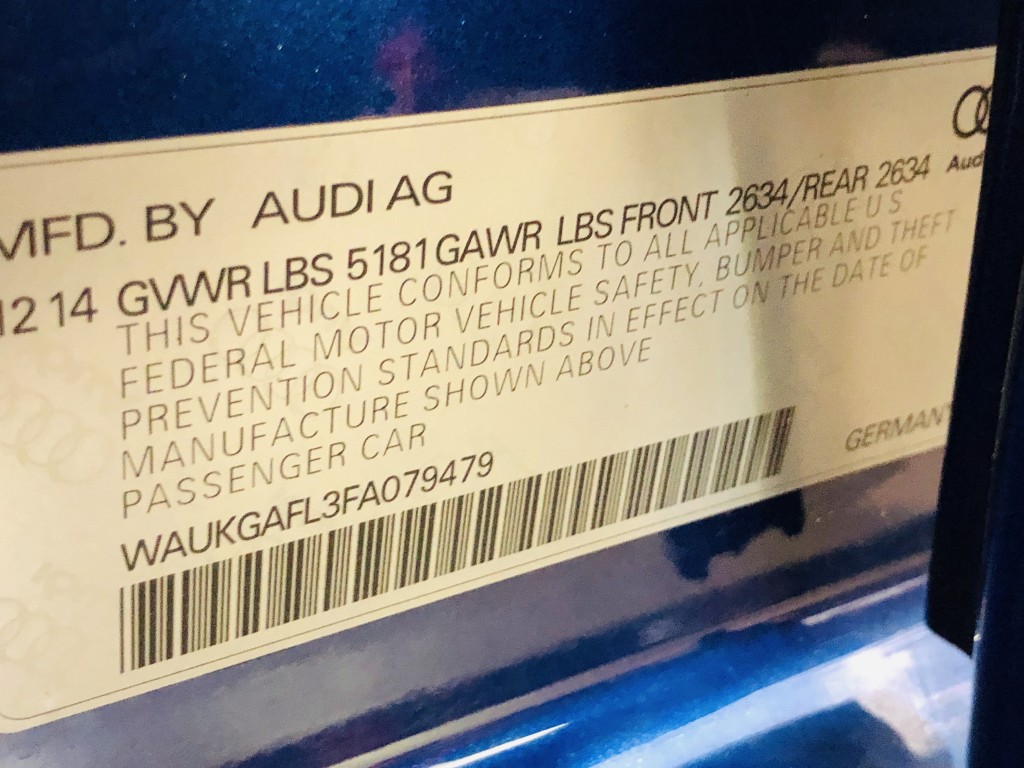 MFD. BY AUDI AG
Audi
12 14 GVWR LBS 5181 GAWR LBS FRONT 2634/REAR 2634
THIS VEHICLE CONFORMS TO ALL APPLICABLE U S
FEDERAL MOTOR VEHICLE SAFETY, BUMPER AND THEFT
PREVENTION STANDARDS IN EFFECT ON THE DATE OF
MANUFACTURE SHOWN ABOVE
PASSENGER CAR
GERMANY
WAUKGAFL3FA079479